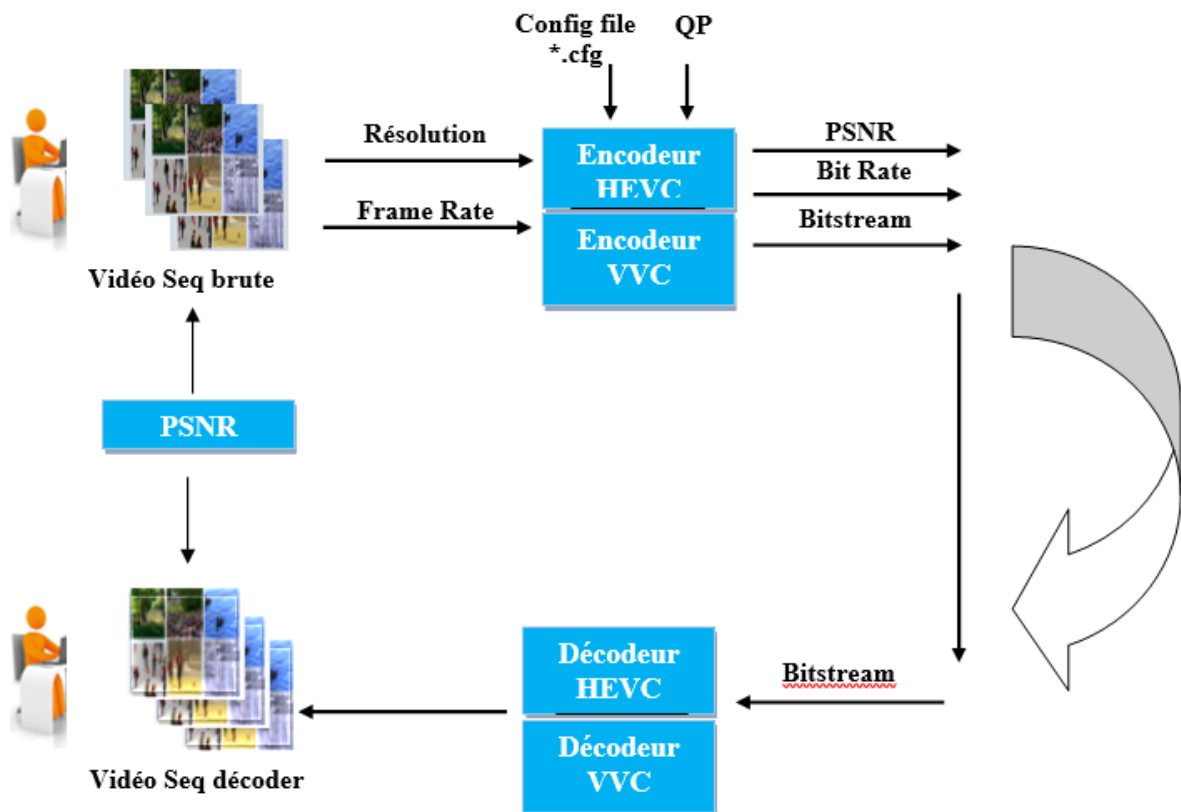 Config file
*.cfg
QP
Résolution
Frame Rate
Encodeur
HEVC
Encodeur
VVC
PSNR
Bit Rate
Bitstream
Vidéo Seq brute
PSNR
Bitstream
Décodeur
HEVC
Décodeur
VVC
Vidéo Seq décoder